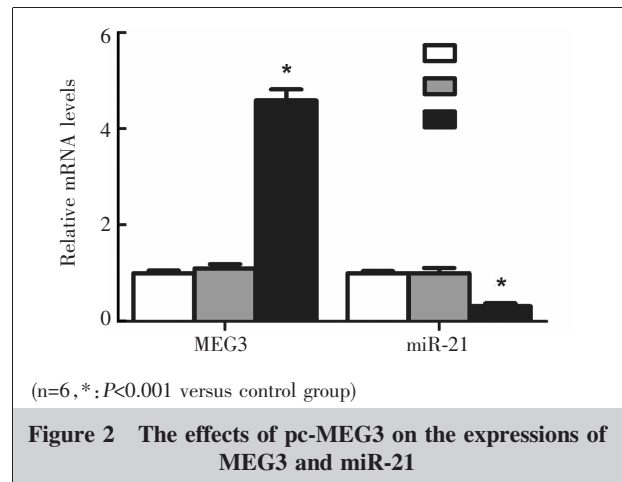 6
4
2
0
Relative mRNA levels
*
*
MEG3 miR-21
(n=6,*:P<0.001 versus control group)
Figure 2 The effects of pc-MEG3 on the expressions of
MEG3 and miR-21